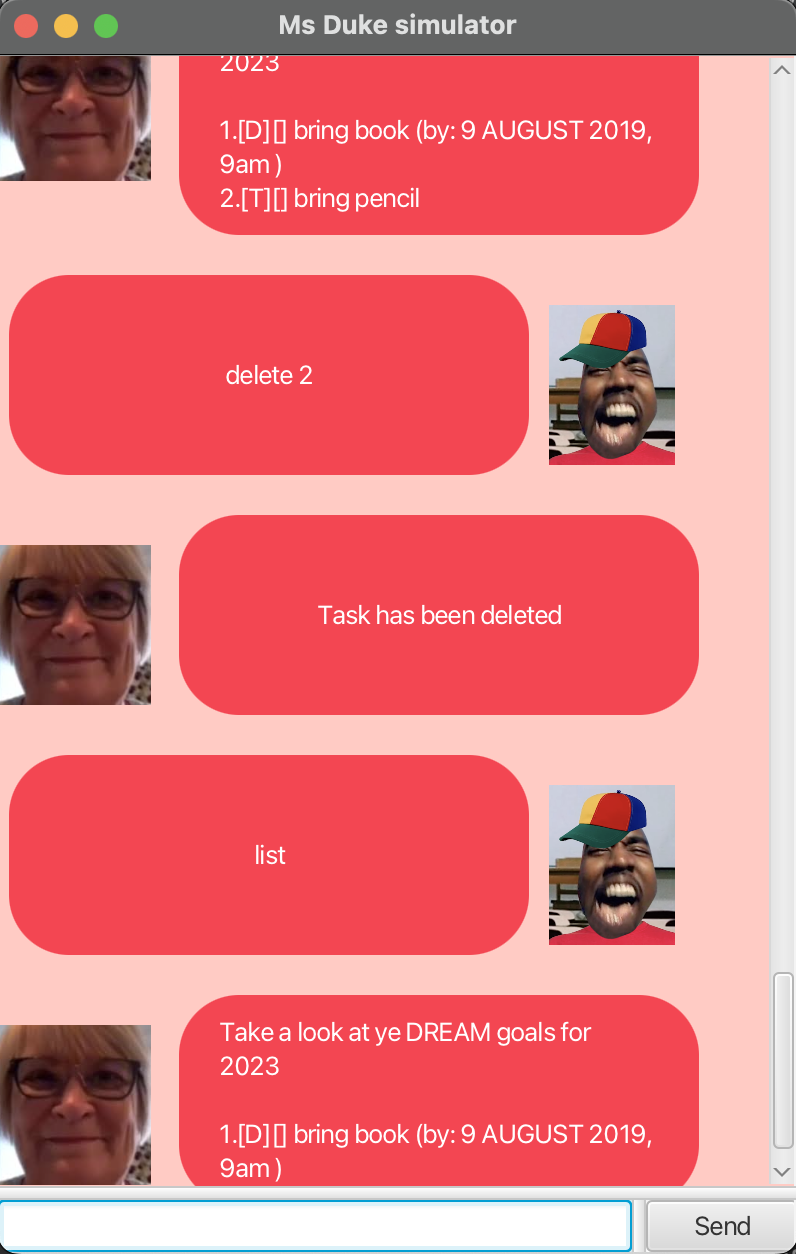 Ms Duke simulator
2023
1.[D][] bring book (by: 9 AUGUST 2019,
9am )
2.[T][] bring pencil
delete 2
Task has been deleted
list
Take a look at ye DREAM goals for
2023
1.[D][] bring book (by: 9 AUGUST 2019,
9am )
Send